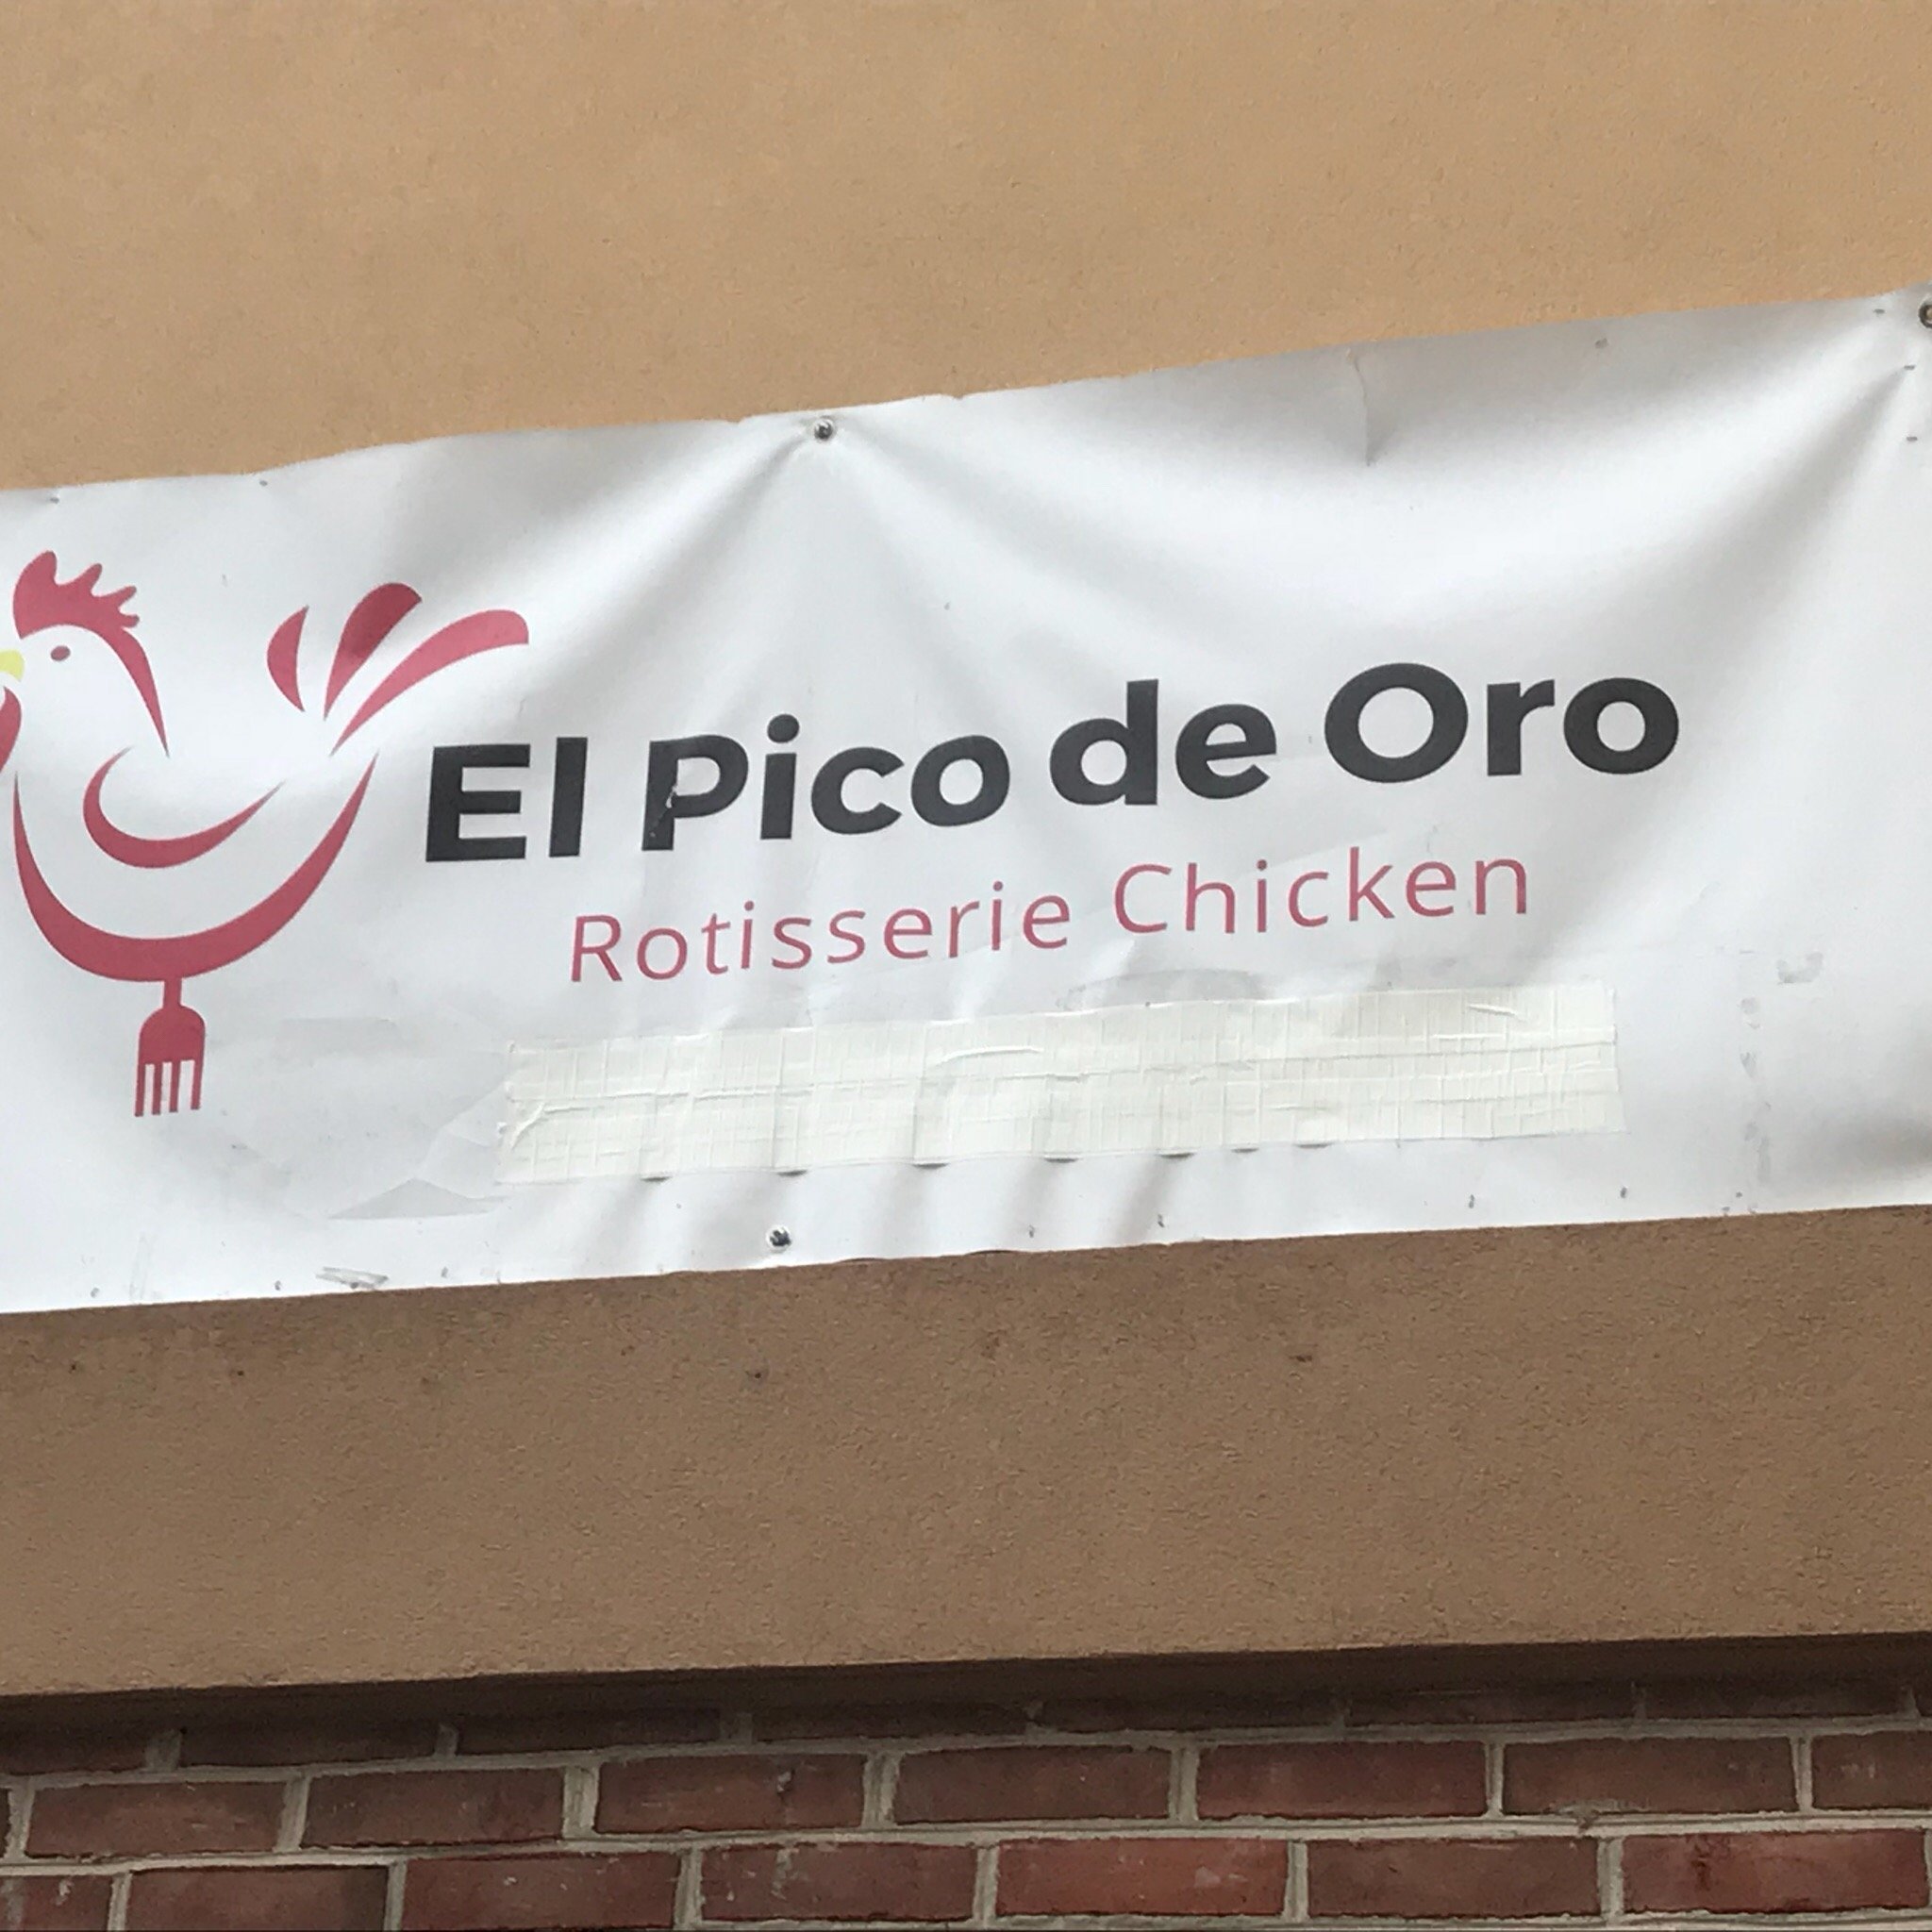 El Pico de Oro
Rotisserie Chicken